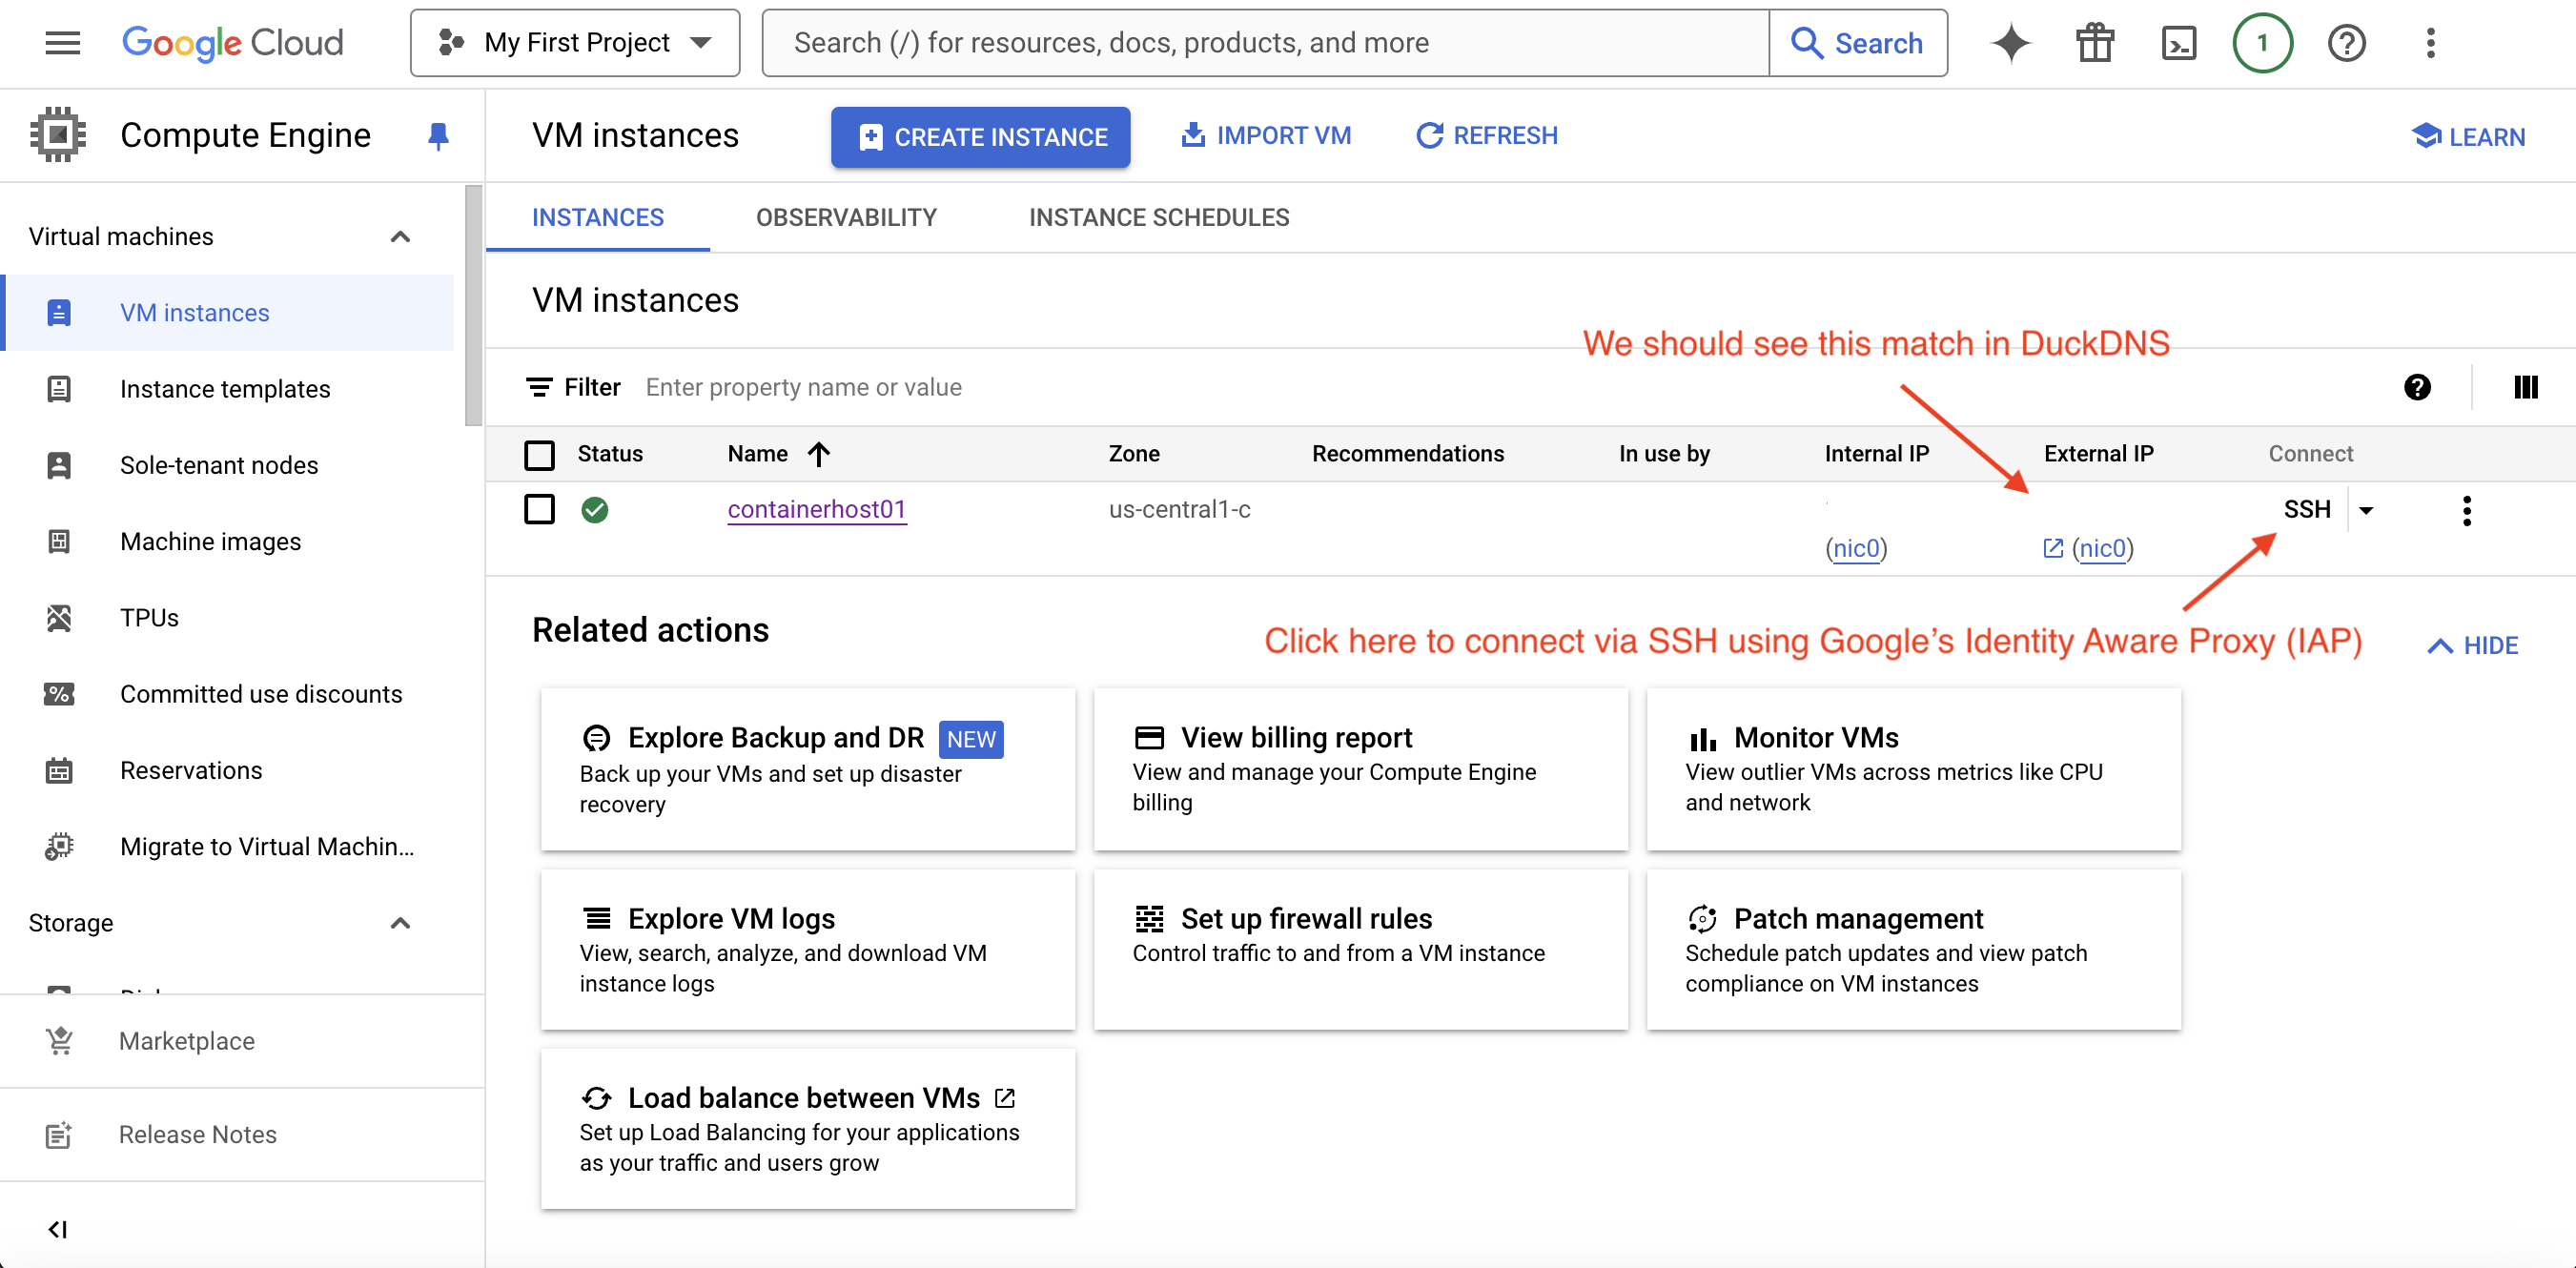 Google Cloud
My First Project
Search (/) for resources, docs, products, and more
Search
1
Compute Engine
VM instances
CREATE INSTANCE
IMPORT VM
REFRESH
LEARN
Virtual machines
VM instances
Instance templates
Sole-tenant nodes
Machine images
TPUs
Committed use discounts
Reservations
Migrate to Virtual Machin...
Storage
Marketplace
Release Notes
INSTANCES
OBSERVABILITY
INSTANCE SCHEDULES
VM instances
We should see this match in DuckDNS
Filter
Enter property name or value
Status
Name
Zone
Recommendations
In use by
Internal IP
External IP
Connect
containerhost01
us-central1-c
SSH
(nic0)
(nic0)
Related actions
Click here to connect via SSH using Google's Identity Aware Proxy (IAP)
HIDE
Explore Backup and DR NEW
Back up your VMs and set up disaster
recovery
View billing report
View and manage your Compute Engine
billing
Monitor VMs
View outlier VMs across metrics like CPU
and network
Explore VM logs
View, search, analyze, and download VM
instance logs
Set up firewall rules
Control traffic to and from a VM instance
Patch management
Schedule patch updates and view patch
compliance on VM instances
Load balance between VMs
Set up Load Balancing for your applications
as your traffic and users grow